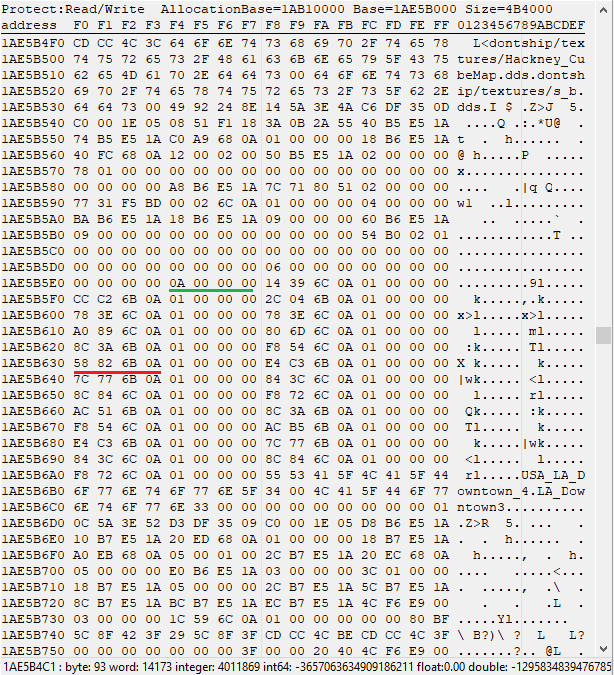 Protect:Read/Write AllocationBase=1AB10000 Base=1AE5B000 Size=4B4000
address F0 F1 F2 F3 F4 F5 F6 F7 F8 F9 FA FB FC FD FE FF 0123456789ABCDEF
1AE5B4F0 CD CC 4C 3C 64 6F 6E 74 73 68 69 70 2F 74 65 78 L<dontship/tex
1AE5B500 74 75 72 65 73 2F 48 61 63 6B 6E 65 79 5F 43 75 tures/Hackney_Cu
1AE5B510 62 65 4D 61 70 2E 64 64 73 00 64 6F 6E 74 73 68 beMap.dds.dontsh
1AE5B520 69 70 2F 74 65 78 74 75 72 65 73 2F 73 5F 62 2E ip/textures/s_b.
1AE5B530 64 64 73 00 49 92 24 8E 14 5A 3E 4A C6 DF 35 0D dds.I $ .Z>J 5.
1AE5B540 C0 00 1E 05 08 51 F1 18 3A 0B 2A 55 40 B5 E5 1A ....Q .:.*U@ .
1AE5B550 74 B5 E5 1A C0 A9 68 0A 01 00 00 00 18 B6 E5 1A t . h...... .
1AE5B560 40 FC 68 0A 12 00 02 00 50 B5 E5 1A 02 00 00 00 @ h.....P .....
1AE5B570 78 01 00 00 00 00 00 00 00 00 00 00 00 00 00 00 x...............
1AE5B580 00 00 00 00 A8 B6 E5 1A 7C 71 80 51 02 00 00 00 .... .|q Q....
1AE5B590 77 31 F5 BD 00 02 6C 0A 01 00 00 00 04 00 00 00 w1 ..l.........
1AE5B5A0 BA B6 E5 1A 18 B6 E5 1A 09 00 00 00 60 B6 E5 1A . .....` .
1AE5B5B0 09 00 00 00 00 00 00 00 00 00 00 00 54 B0 02 01 ............T ..
1AE5B5C0 00 00 00 00 00 00 00 00 00 00 00 00 00 00 00 00 ................
1AE5B5D0 00 00 00 00 00 00 00 00 06 00 00 00 00 00 00 00 ................
1AE5B5E0 00 00 00 00 0A 00 00 00 14 39 6C 0A 01 00 00 00 .........9l.....
1AE5B5F0 CC C2 6B 0A 01 00 00 00 2C 04 6B 0A 01 00 00 00 k.....,.k.....
1AE5B600 78 3E 6C 0A 01 00 00 00 78 3E 6C 0A 01 00 00 00 x>l.....x>l.....
1AE5B610 A0 89 6C 0A 01 00 00 00 80 6D 6C 0A 01 00 00 00 l..... ml.....
1AE5B620 8C 3A 6B 0A 01 00 00 00 F8 54 6C 0A 01 00 00 00 :k..... Tl.....
1AE5B630 58 82 6B 0A 01 00 00 00 E4 C3 6B 0A 01 00 00 00 X k..... k.....
1AE5B640 7C 77 6B 0A 01 00 00 00 84 3C 6C 0A 01 00 00 00 |wk..... <l.....
1AE5B650 8C 84 6C 0A 01 00 00 00 F8 72 6C 0A 01 00 00 00 l..... rl.....
1AE5B660 AC 51 6B 0A 01 00 00 00 8C 3A 6B 0A 01 00 00 00 Qk..... :k.....
1AE5B670 F8 54 6C 0A 01 00 00 00 AC B5 6B 0A 01 00 00 00 Tl..... k.....
1AE5B680 E4 C3 6B 0A 01 00 00 00 7C 77 6B 0A 01 00 00 00 k.....|wk.....
1AE5B690 84 3C 6C 0A 01 00 00 00 8C 84 6C 0A 01 00 00 00 <l..... l.....
1AE5B6A0 F8 72 6C 0A 01 00 00 00 55 53 41 5F 4C 41 5F 44 rl.....USA_LA_D
1AE5B6B0 6F 77 6E 74 6F 77 6E 5F 34 00 4C 41 5F 44 6F 77 owntown_4.LA_Dow
1AE5B6C0 6E 74 6F 77 6E 33 00 00 00 00 00 00 00 00 00 01 ntown3..........
1AE5B6D0 0C 5A 3E 52 D3 DF 35 09 C0 00 1E 05 D8 B6 E5 1A .Z>R 5. ... .
1AE5B6E0 10 B7 E5 1A 20 ED 68 0A 01 00 00 00 18 B7 E5 1A . . h...... .
1AE5B6F0 A0 EB 68 0A 05 00 01 00 2C B7 E5 1A 20 EC 68 0A h....., . h.
1AE5B700 05 00 00 00 E0 B6 E5 1A 03 00 00 00 3C 01 00 00 .... .....<...
1AE5B710 18 B7 E5 1A 05 00 00 00 2C B7 E5 1A 5C B7 E5 1A . .....,  .\ .
1AE5B720 8C B7 E5 1A BC B7 E5 1A EC B7 E5 1A 4C F6 E9 00 . . . .L .
1AE5B730 03 00 00 00 1C 59 6C 0A 01 00 00 00 00 00 80 BF .....Yl.......
1AE5B740 5C 8F 42 3F 29 5C 8F 3F CD CC 4C BE CD CC 4C 3F \ B?)\ ? L L?
1AE5B750 00 00 00 00 00 00 00 3F 00 00 20 40 4C F6 E9 00 .......?.. @L .
1AE5B4C1 : byte: 93 word: 14173 integer: 4011869 int64: -3657063634909186211 float:0.00 double: -1295834839476785